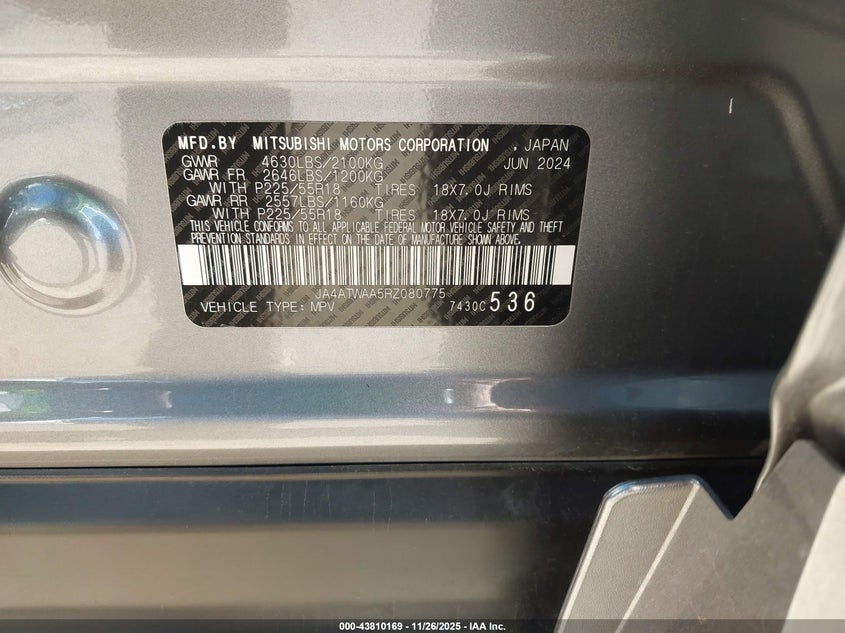 MFD.BY MITSUBISHI MOTORS CORPORATION , JAPAN
GVWR 4630LBS/2100KG JUN 2024
GAWR FR 2646LBS/1200KG
WITH P225/55R18 TIRES 18X7.0J RIMS
GAWR RR 2557LBS/1160KG
WITH P225/55R18 TIRES 18X7.0J RIMS
THIS VEHICLE CONFORMS TO ALL APPLICABLE FEDERAL MOTOR VEHICLE SAFETY AND THEFT
PREVENTION STANDARDS IN EFFECT ON THE DATE OF MANUFACTURE SHOWN ABOVE.
JA4ATWAA5RZ080775
VEHICLE TYPE: MPV 7430C536
000-43810169 - 11/26/2025 - IAA Inc.